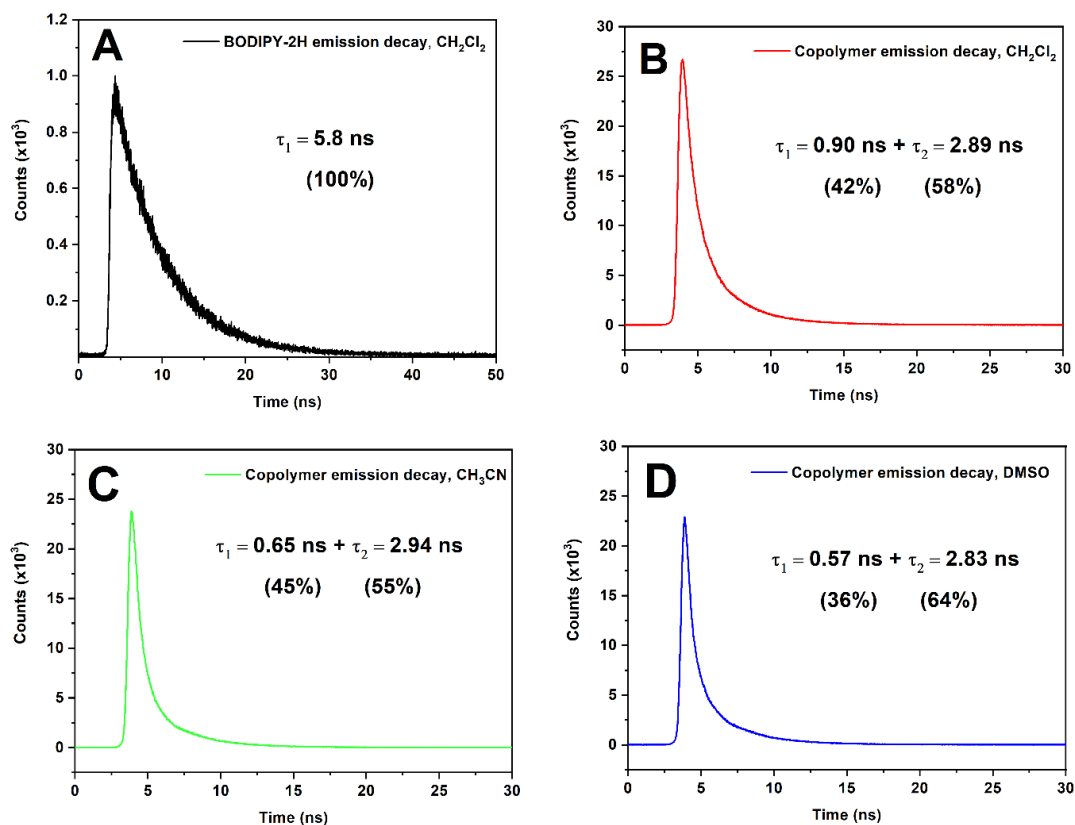 A
BODIPY-2H emission decay, CH₂Cl₂
τ₁ = 5.8 ns
(100%)
Counts (x10³)
1.2
1.0
0.8
0.6
0.4
0.2
0 10 20 30 40 50
Time (ns)
B
Copolymer emission decay, CH₂Cl₂
τ₁ = 0.90 ns + τ₂ = 2.89 ns
(42%) (58%)
Counts (x10³)
30
25
20
15
10
5
0
0 5 10 15 20 25 30
Time (ns)
C
Copolymer emission decay, CH₃CN
τ₁ = 0.65 ns + τ₂ = 2.94 ns
(45%) (55%)
Counts (x10³)
30
25
20
15
10
5
0
0 5 10 15 20 25 30
Time (ns)
D
Copolymer emission decay, DMSO
τ₁ = 0.57 ns + τ₂ = 2.83 ns
(36%) (64%)
Counts (x10³)
30
25
20
15
10
5
0
0 5 10 15 20 25 30
Time (ns)